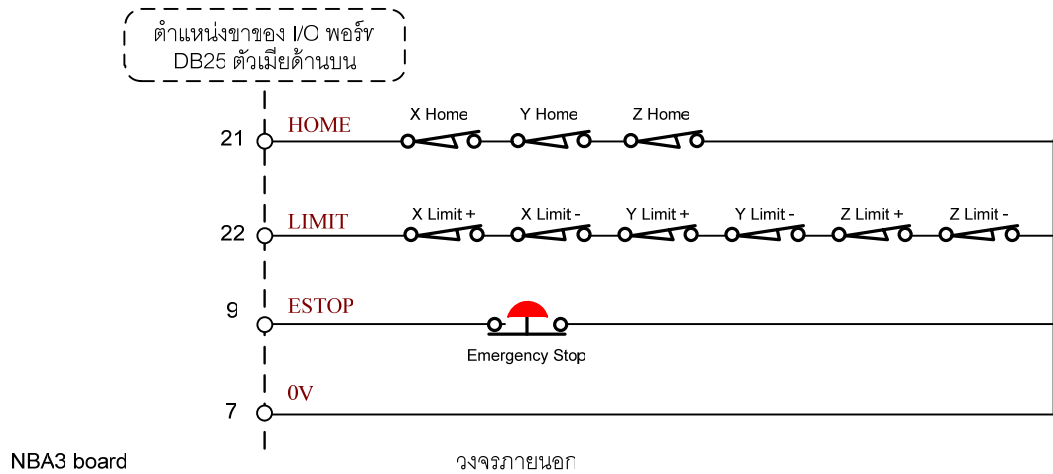 ตำแหน่งขาของ I/O พอร์ท
DB25 ตัวเมียด้านบน
21 HOME X Home Y Home Z Home
22 LIMIT X Limit + X Limit - Y Limit + Y Limit - Z Limit + Z Limit -
9 ESTOP
Emergency Stop
7 0V
NBA3 board วงจรภายนอก